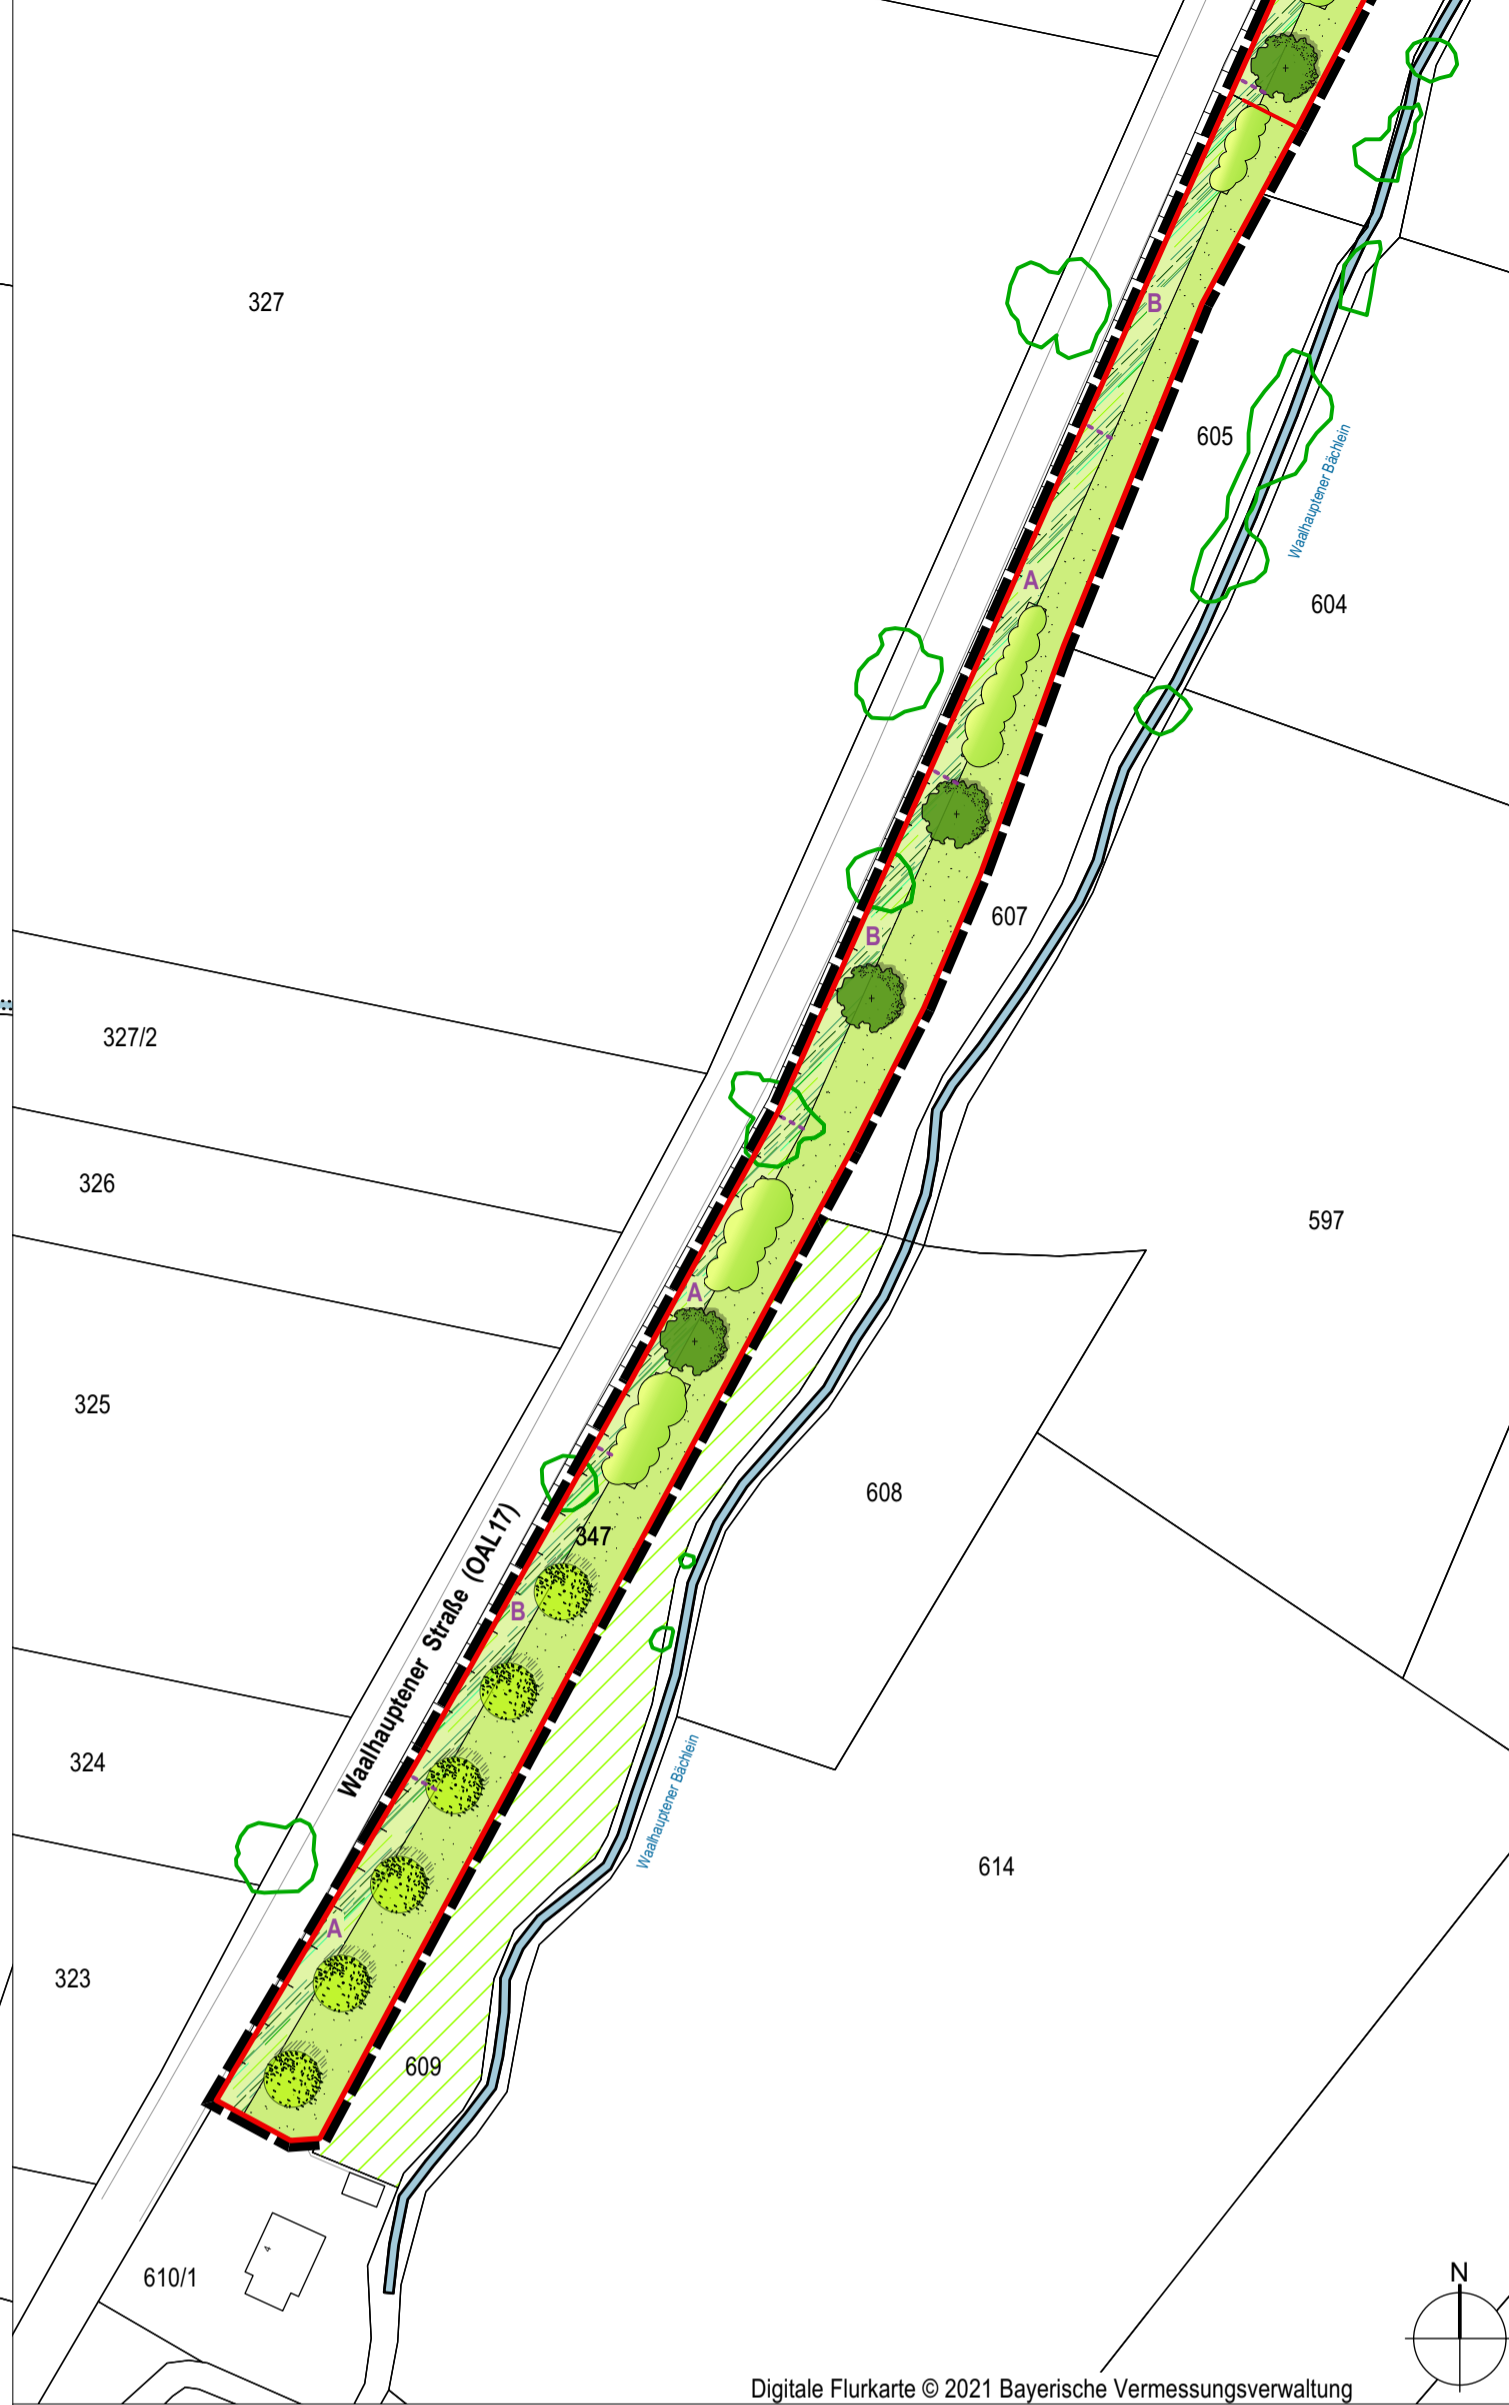 327
B
605
Waalhauptener Bächlein
A
604
607
B
327/2
326
597
A
325
608
347
Waalhauptener Straße (OAL17)
B
324
Waalhauptener Bächlein
614
A
323
609
4
610/1
N
Digitale Flurkarte © 2021 Bayerische Vermessungsverwaltung